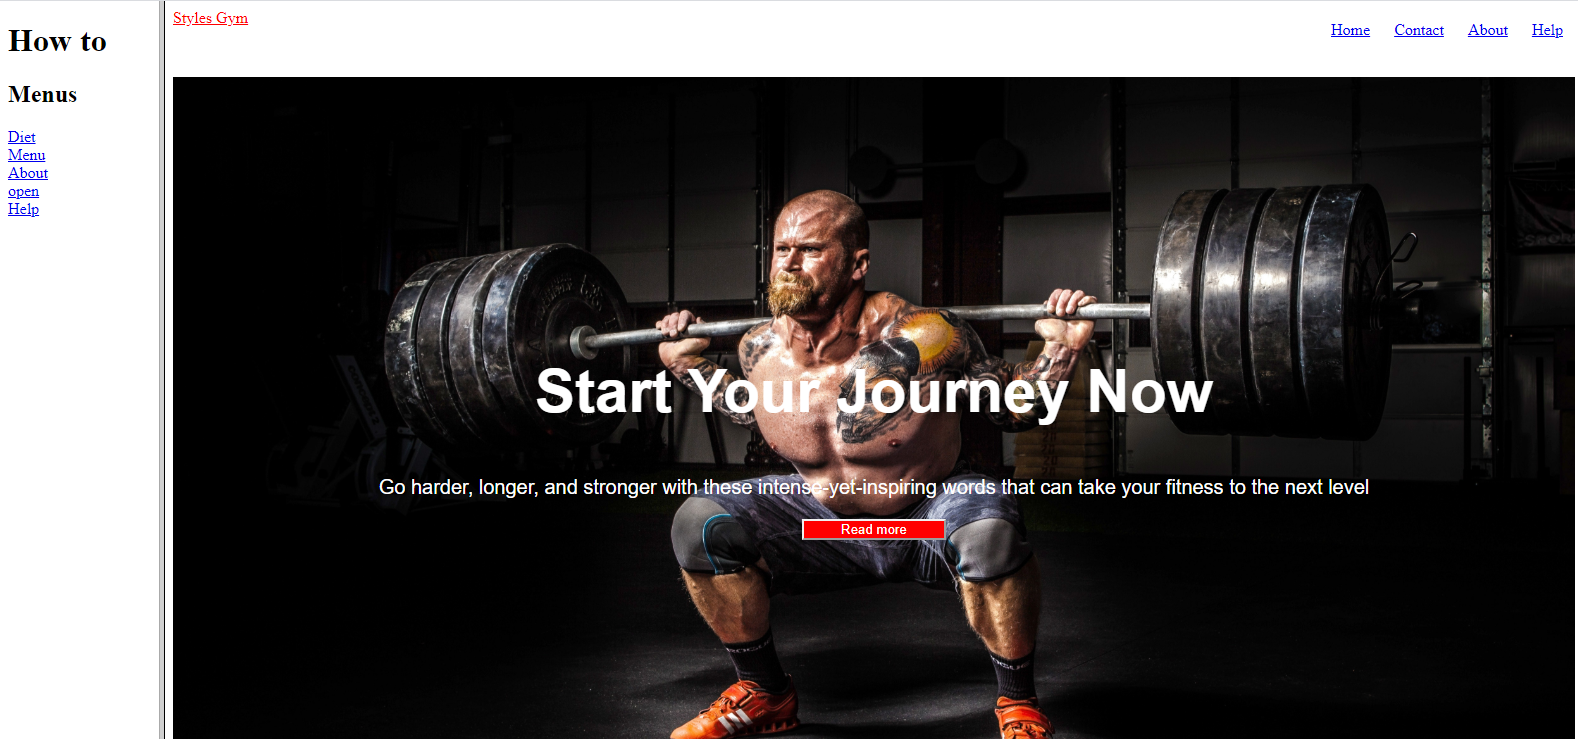 How to
Menus
Diet
Menu
About
open
Help
Styles Gym
Home Contact About Help
Start Your Journey Now
Go harder, longer, and stronger with these intense-yet-inspiring words that can take your fitness to the next level
Read more